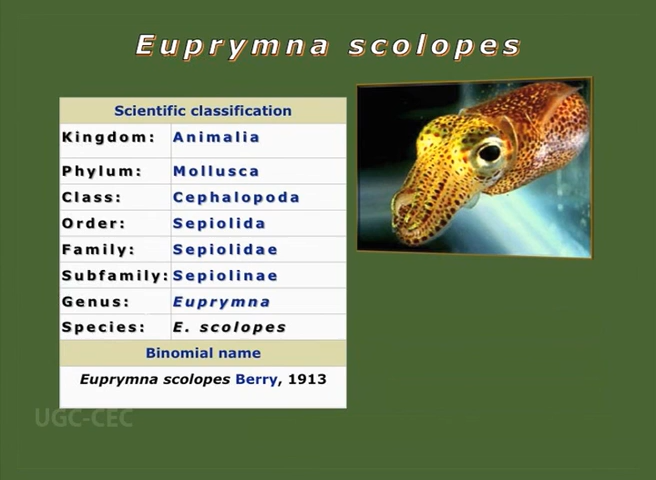 Euprymna scolopes
Scientific classification
Kingdom: Animalia
Phylum: Mollusca
Class: Cephalopoda
Order: Sepiolida
Family: Sepiolidae
Subfamily: Sepiolinae
Genus: Euprymna
Species: E. scolopes
Binomial name
Euprymna scolopes Berry, 1913
UGC-CEC